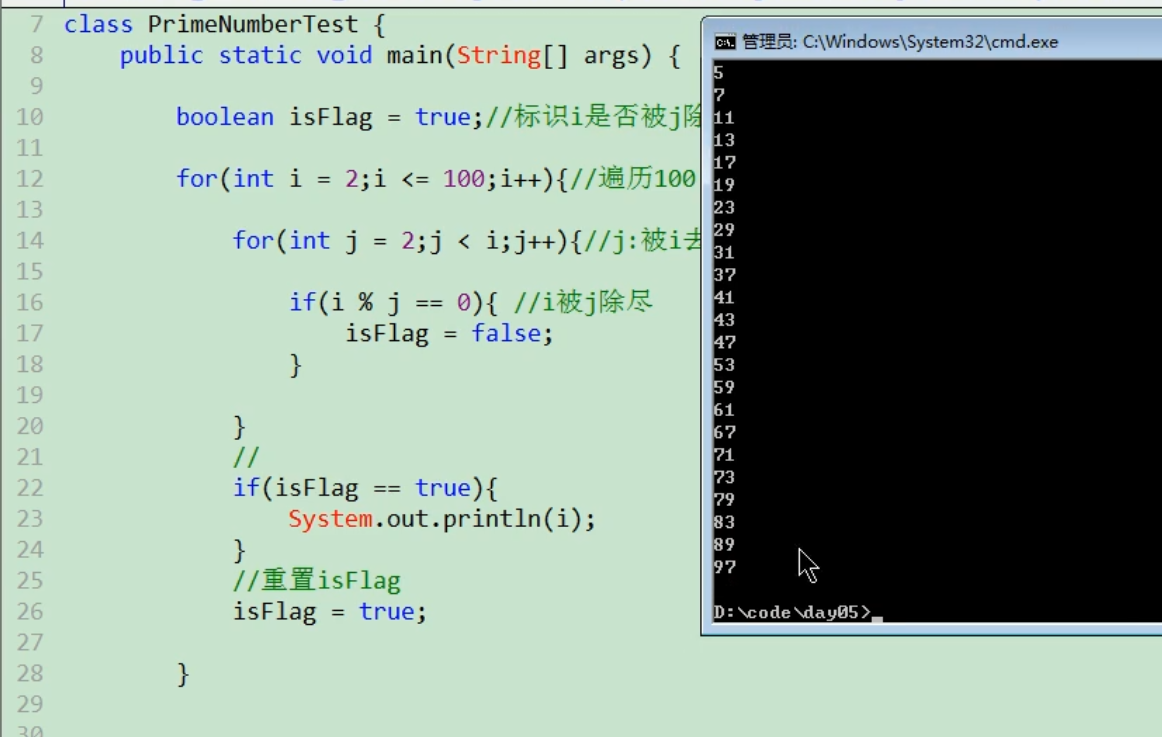 7 class PrimeNumberTest {
8 public static void main(String[] args) {
9
10 boolean isFlag = true;//标识i是否被j除
11
12 for(int i = 2;i <= 100;i++){//遍历100
13
14 for(int j = 2;j < i;j++){//j:被i去
15
16 if(i % j == 0){ //i被j除尽
17 isFlag = false;
18 }
19
20 }
21 //
22 if(isFlag == true){
23 System.out.println(i);
24 }
25 //重置isFlag
26 isFlag = true;
27
28 }
29
30
管理员: C:\Windows\System32\cmd.exe
5
7
11
13
17
19
23
29
31
37
41
43
47
53
59
61
67
71
73
79
83
89
97
D:\code\day05>